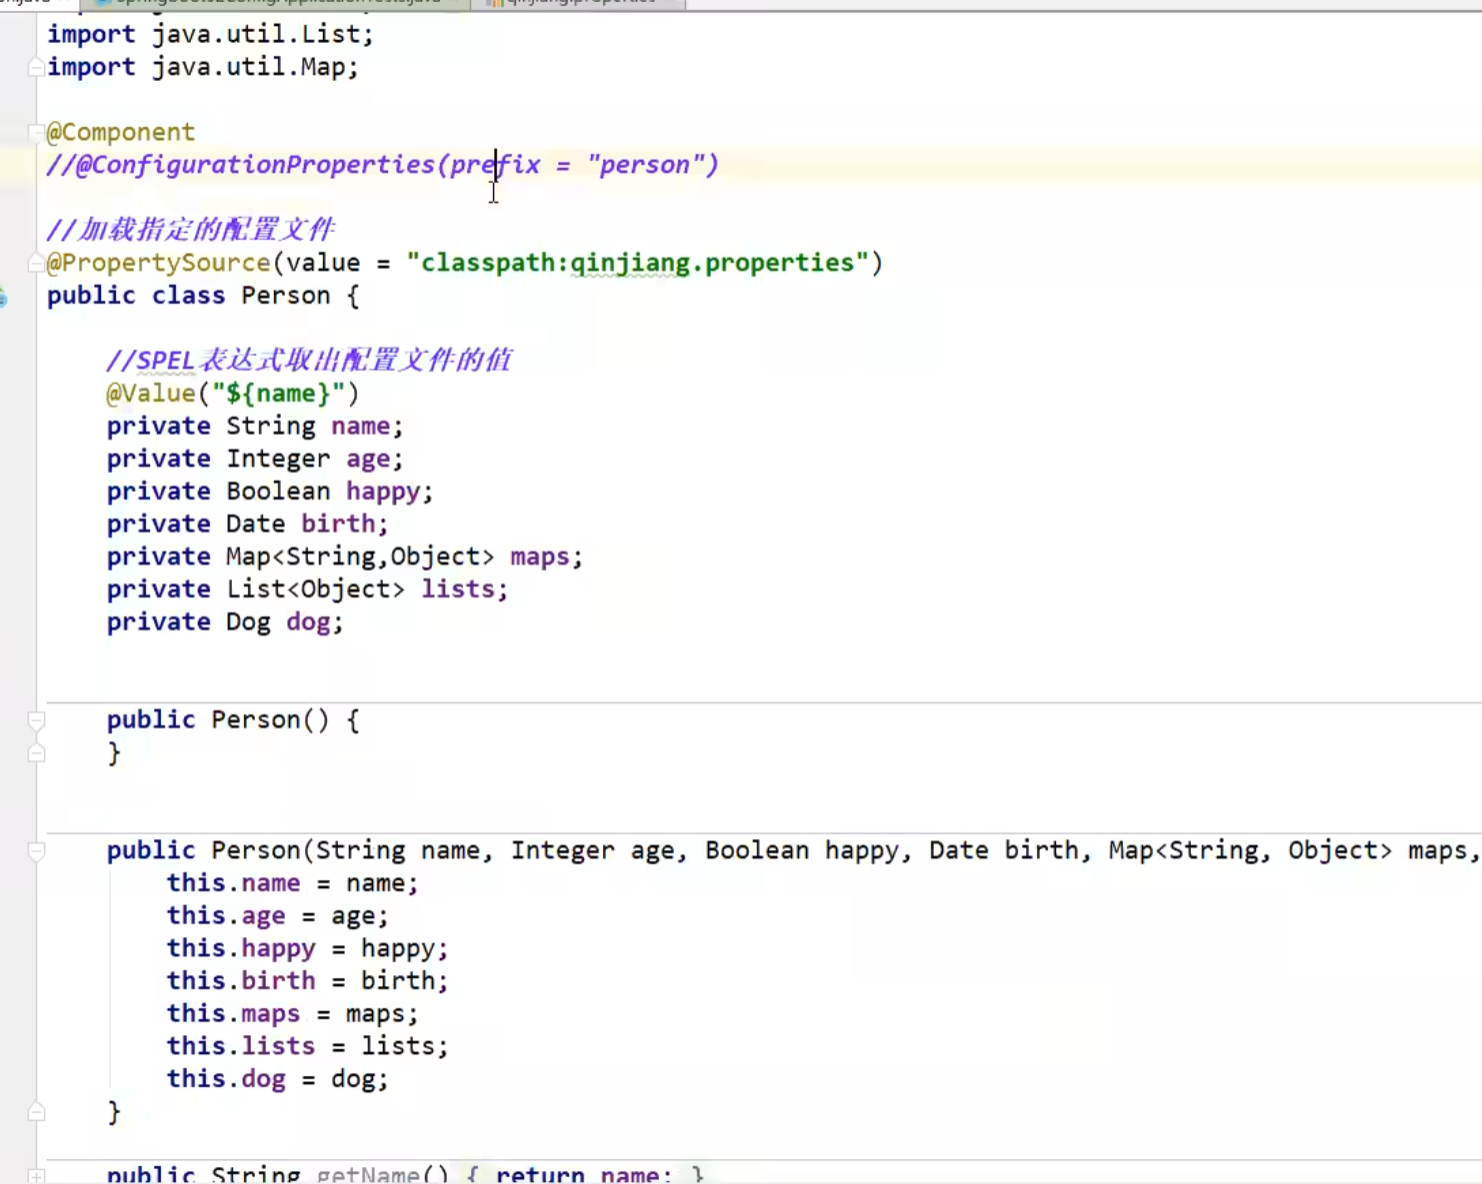 import java.util.List;
import java.util.Map;
@Component
//@ConfigurationProperties(prefix = "person")
//加载指定的配置文件
@PropertySource(value = "classpath:qinjiang.properties")
public class Person {
//SPEL表达式取出配置文件的值
@Value("${name}")
private String name;
private Integer age;
private Boolean happy;
private Date birth;
private Map<String,Object> maps;
private List<Object> lists;
private Dog dog;
public Person() {
}
public Person(String name, Integer age, Boolean happy, Date birth, Map<String, Object> maps,
this.name = name;
this.age = age;
this.happy = happy;
this.birth = birth;
this.maps = maps;
this.lists = lists;
this.dog = dog;
}
public String getName() { return name; }